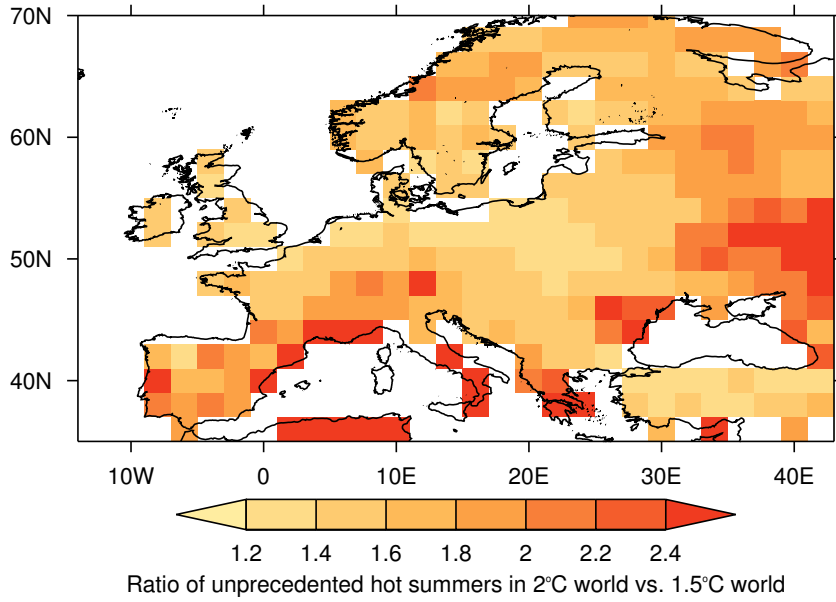 70N
60N
50N
40N
10W 0 10E 20E 30E 40E
1.2 1.4 1.6 1.8 2 2.2 2.4
Ratio of unprecedented hot summers in 2°C world vs. 1.5°C world